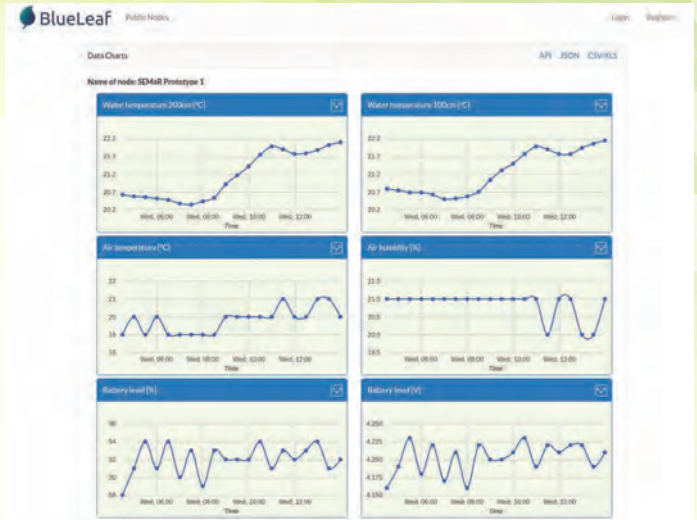 BlueLeaf Public Nodes Login Register
Data Charts API JSON CSV/XLS
Name of node: SEMaR Prototype 1
Water temperature 200cm (°C) Water temperature 100cm (°C)
22.2 22.2
21.7 21.7
21.2 21.2
20.7 20.7
20.2 20.2
Wed, 06:00 Wed, 08:00 Wed, 10:00 Wed, 12:00 Wed, 06:00 Wed, 08:00 Wed, 10:00 Wed, 12:00
Time Time
Air temperature (°C) Air humidity (%)
22
21 21.5
20 21.0
19 20.5
18 20.0
19.5
Wed, 06:00 Wed, 08:00 Wed, 10:00 Wed, 12:00 Wed, 06:00 Wed, 08:00 Wed, 10:00 Wed, 12:00
Time Time
Battery level (%) Battery level (V)
4.250
94 4.225
92
90 4.175
4.150
Wed, 06:00 Wed, 08:00 Wed, 10:00 Wed, 12:00 Wed, 06:00 Wed, 08:00 Wed, 10:00 Wed, 12:00
Time Time